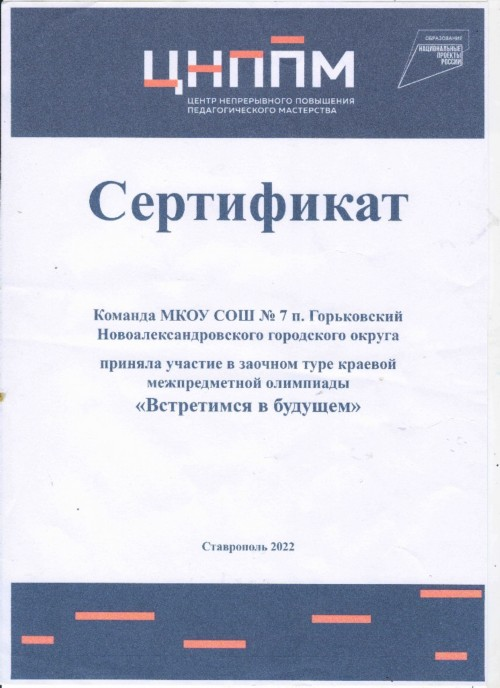 ЦНППМ
ЦЕНТР НЕПРЕРЫВНОГО ПОВЫШЕНИЯ
ПЕДАГОГИЧЕСКОГО МАСТЕРСТВА
ОБРАЗОВАНИЕ
НАЦИОНАЛЬНЫЕ
ПРОЕКТЫ
РОССИИ
Сертификат
Команда МКОУ СОШ № 7 п. Горьковский
Новоалександровского городского округа
приняла участие в заочном туре краевой
межпредметной олимпиады
«Встретимся в будущем»
Ставрополь 2022